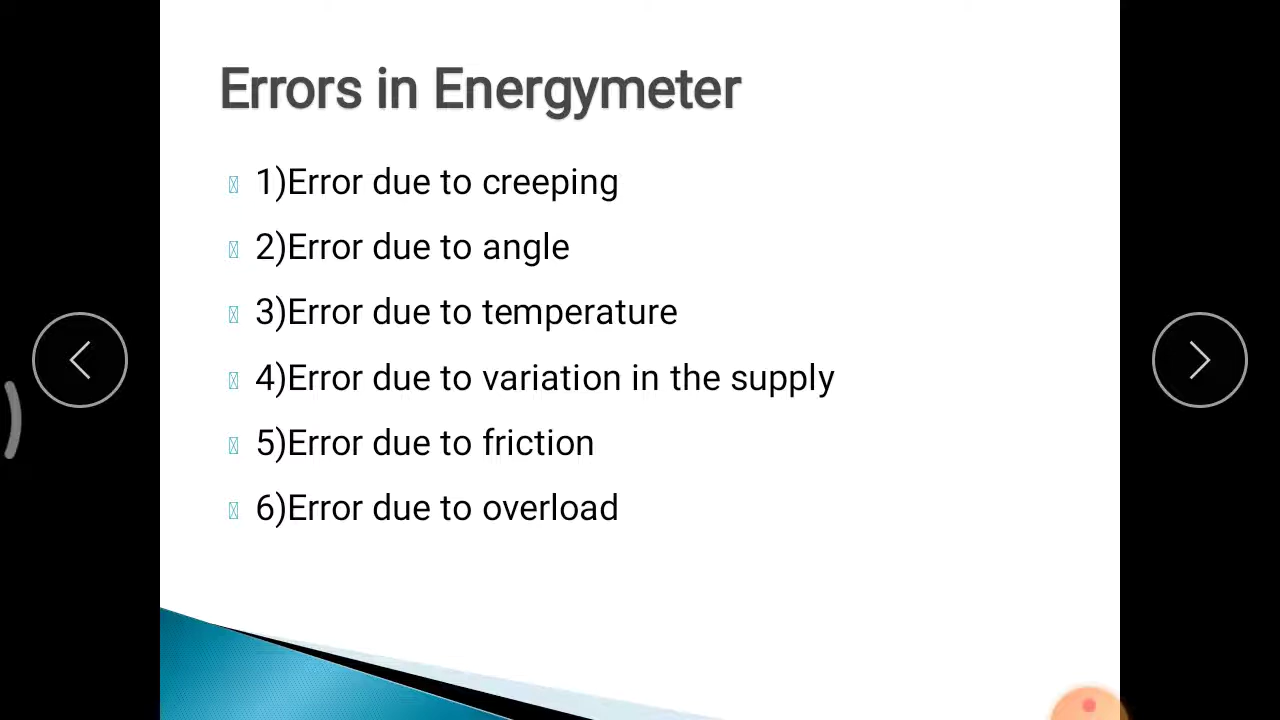 Errors in Energymeter
1)Error due to creeping
2)Error due to angle
3)Error due to temperature
4)Error due to variation in the supply
5)Error due to friction
6)Error due to overload